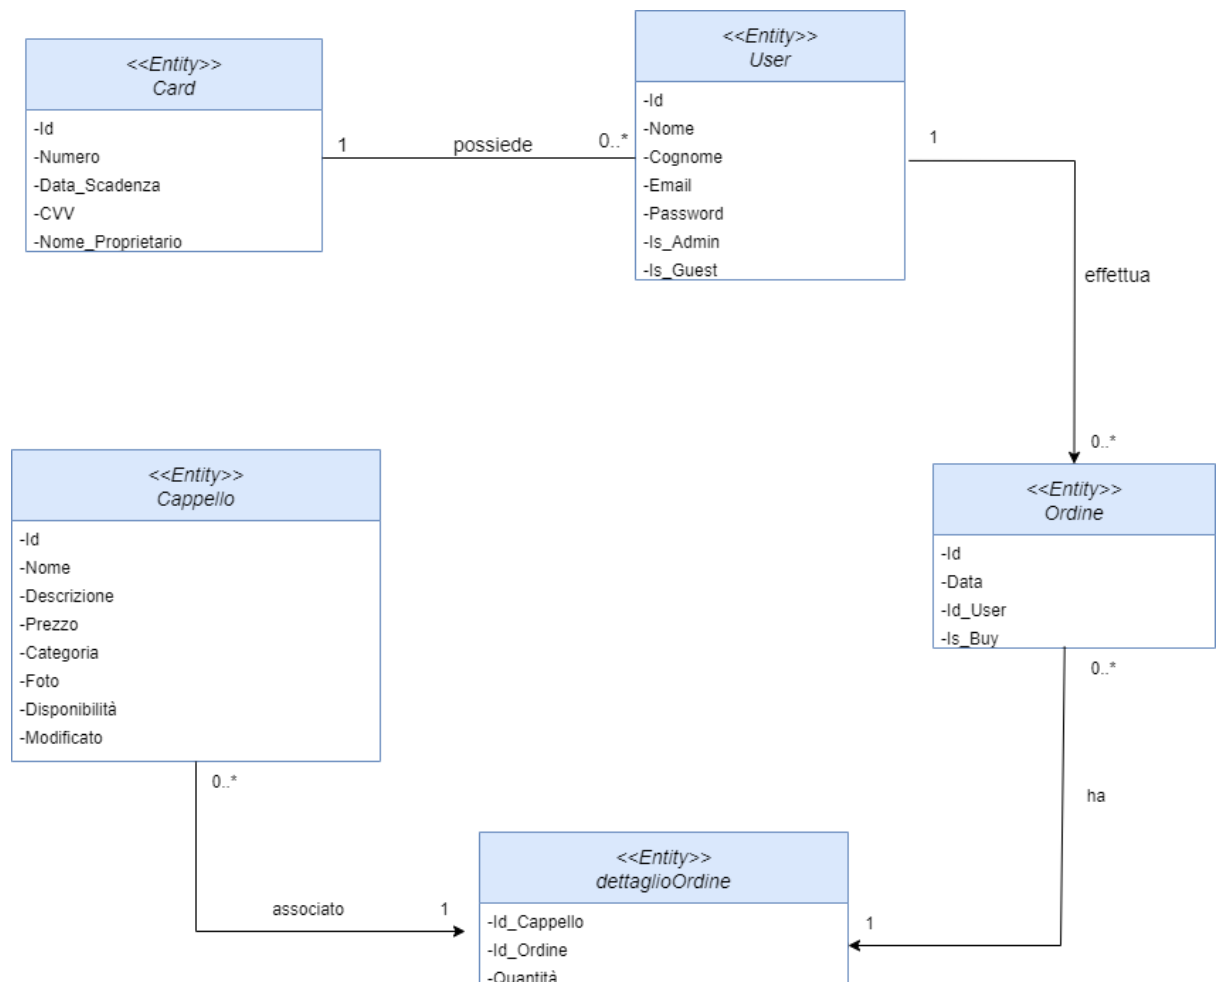 <<Entity>>
Card
-Id
-Numero
-Data_Scadenza
-CVV
-Nome_Proprietario
1
possiede
0..*
<<Entity>>
User
-Id
-Nome
-Cognome
-Email
-Password
-Is_Admin
-Is_Guest
1
effettua
0..*
<<Entity>>
Cappello
-Id
-Nome
-Descrizione
-Prezzo
-Categoria
-Foto
-Disponibilità
-Modificato
0..*
<<Entity>>
Ordine
-Id
-Data
-Id_User
-Is_Buy
0..*
ha
associato
1
<<Entity>>
dettaglioOrdine
-Id_Cappello
-Id_Ordine
-Quantità
1